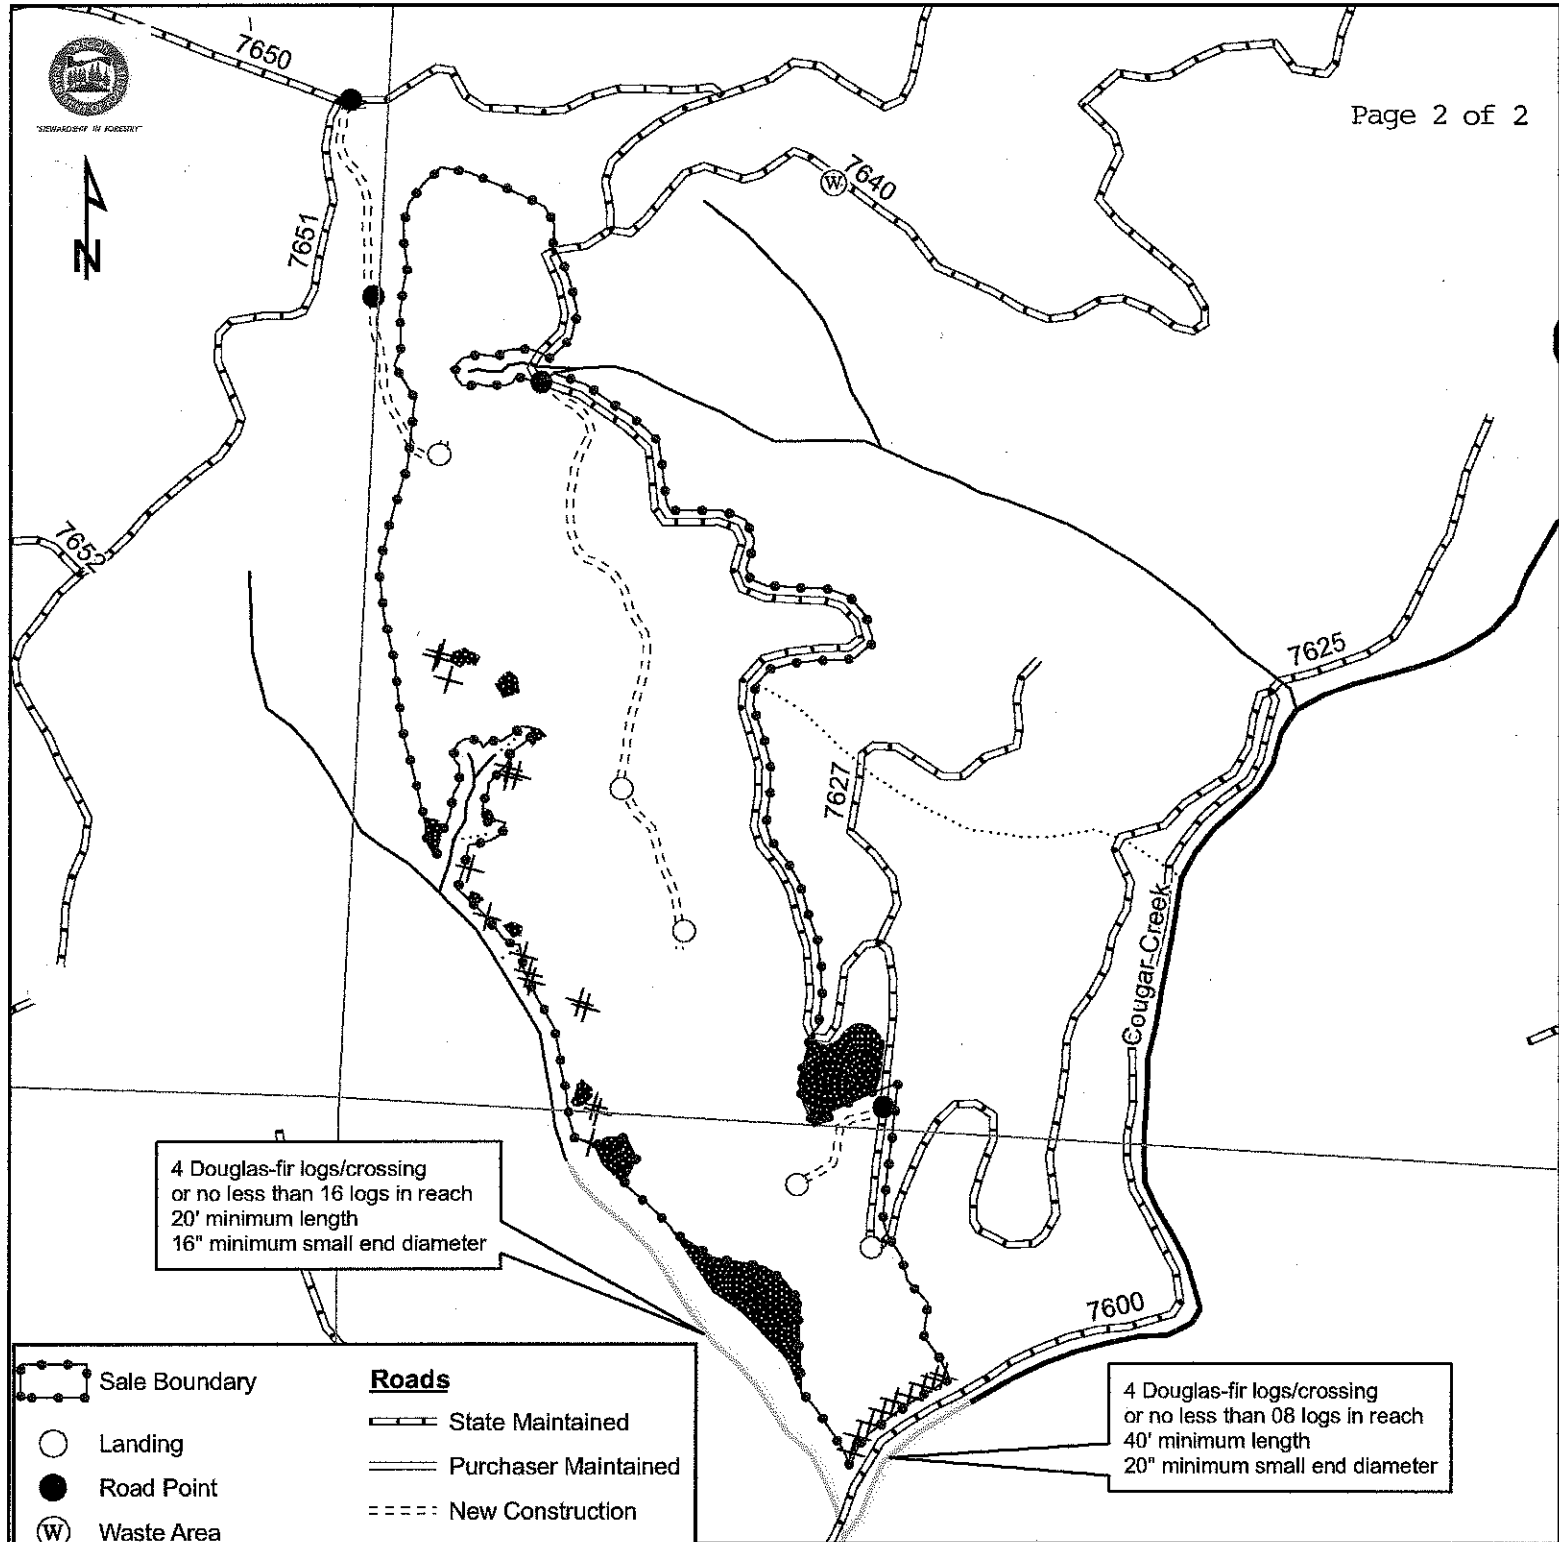 7650
Page 2 of 2
"STEWARDSHIP IN FORESTRY"
W
7640
N
7651
7652
7625
7627
Cougar Creek
4 Douglas-fir logs/crossing
or no less than 16 logs in reach
20' minimum length
16" minimum small end diameter
7600
4 Douglas-fir logs/crossing
or no less than 08 logs in reach
40' minimum length
20" minimum small end diameter
Sale Boundary
Landing
Road Point
W Waste Area
Roads
State Maintained
Purchaser Maintained
New Construction